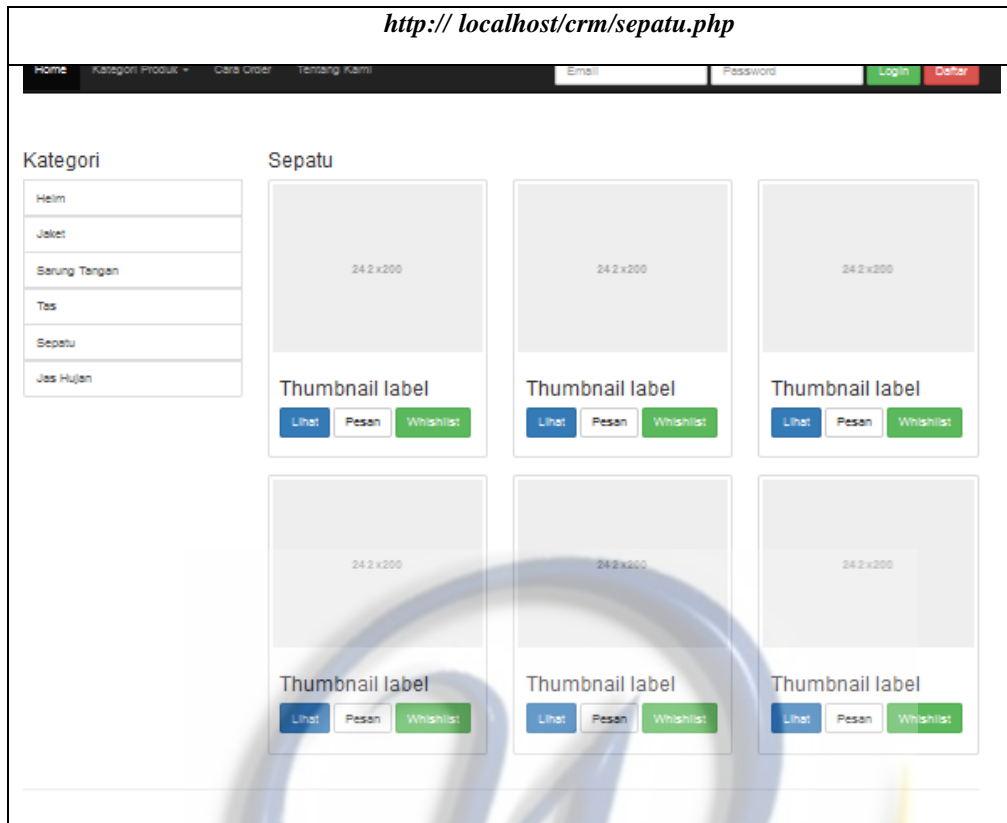 http:// localhost/crm/sepatu.php
Home Kategori Produk Cara Order Tentang Kami Email Password Login Daftar
Kategori Sepatu
Helm
Jaket
Sarung Tangan
Tas
Sepatu
Jas Hujan
242x200 242x200 242x200
Thumbnail label Thumbnail label Thumbnail label
Lihat Pesan Whishlist Lihat Pesan Whishlist Lihat Pesan Whishlist
242x200 242x200 242x200
Thumbnail label Thumbnail label Thumbnail label
Lihat Pesan Whishlist Lihat Pesan Whishlist Lihat Pesan Whishlist